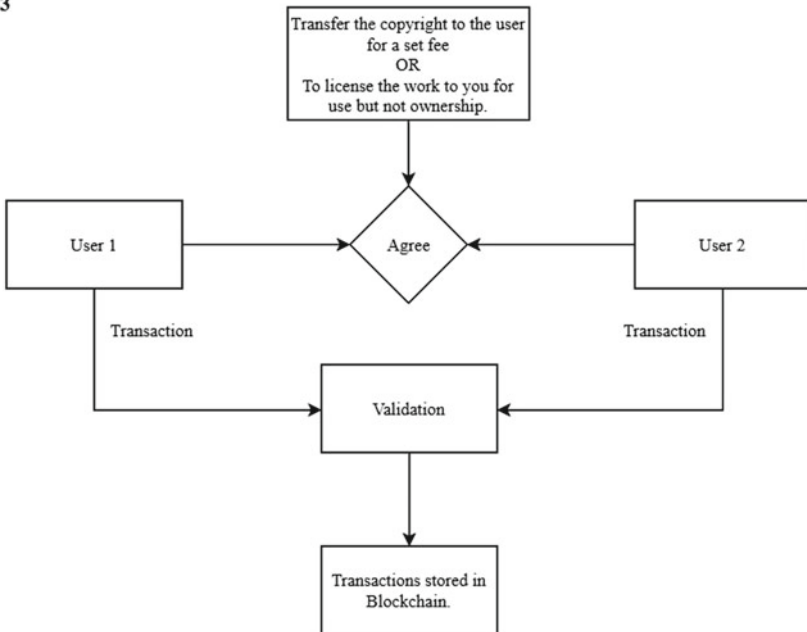 3
Transfer the copyright to the user
for a set fee
OR
To license the work to you for
use but not ownership.
User 1
Agree
User 2
Transaction
Transaction
Validation
Transactions stored in
Blockchain.